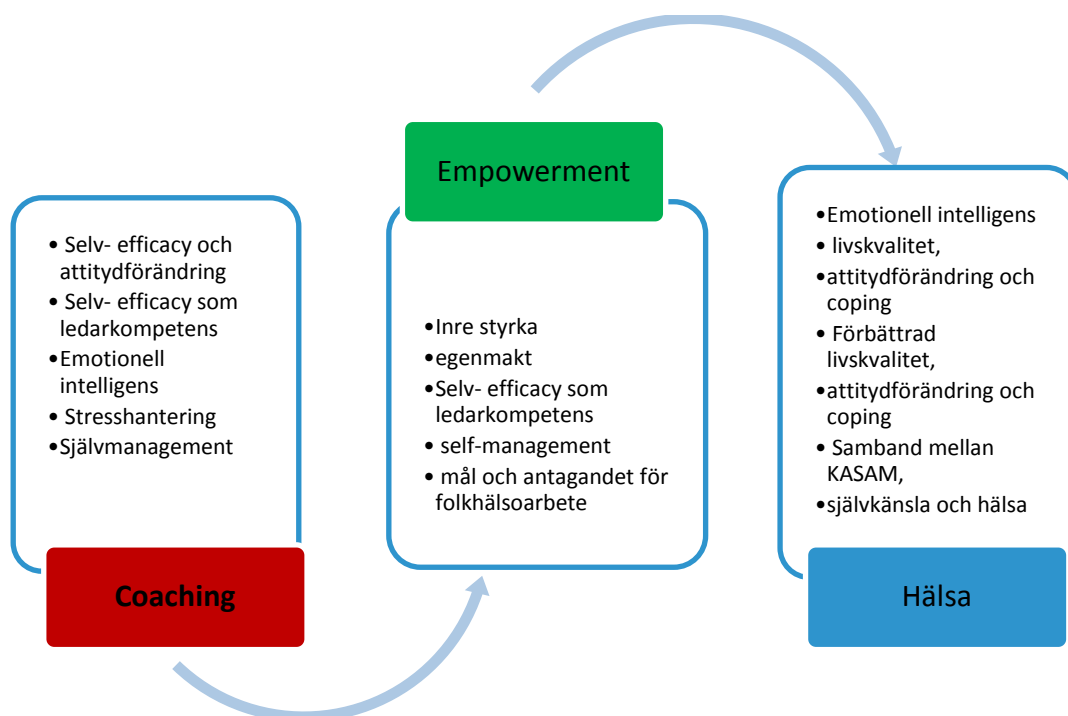 • Selv- efficacy och
attitydförändring
• Selv- efficacy som
ledarkompetens
•Emotionell
intelligens
• Stresshantering
•Självmanagement
Coaching
Empowerment
•Inre styrka
•egenmakt
•Selv- efficacy som
ledarkompetens
• self-management
• mål och antagandet för
folkhälsoarbete
•Emotionell intelligens
• livskvalitet,
•attitydförändring och
coping
• Förbättrad
livskvalitet,
•attitydförändring och
coping
• Samband mellan
KASAM,
•självkänsla och hälsa
Hälsa